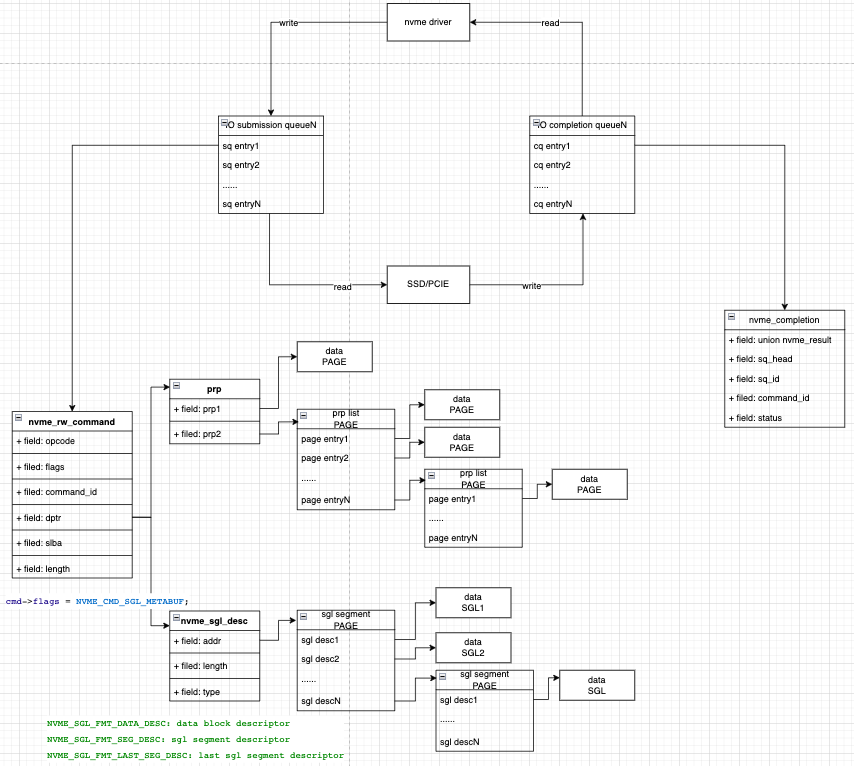 nvme driver
write
read
IO submission queueN
sq entry1
sq entry2
......
sq entryN
IO completion queueN
cq entry1
cq entry2
......
cq entryN
read
SSD/PCIE
write
nvme_completion
+ field: union nvme_result
+ field: sq_head
+ field: sq_id
+ filed: command_id
+ field: status
data
PAGE
prp
+ field: prp1
+ filed: prp2
prp list
PAGE
page entry1
page entry2
......
page entryN
data
PAGE
data
PAGE
prp list
PAGE
page entry1
......
page entryN
data
PAGE
nvme_rw_command
+ field: opcode
+ filed: flags
+ filed: command_id
+ field: dptr
+ filed: slba
+ field: length
cmd->flags = NVME_CMD_SGL_METABUF;
nvme_sgl_desc
+ field: addr
+ filed: length
+ field: type
sgl segment
PAGE
sgl desc1
sgl desc2
......
sgl descN
data
SGL1
data
SGL2
sgl segment
PAGE
sgl desc1
......
sgl descN
data
SGL
NVME_SGL_FMT_DATA_DESC: data block descriptor
NVME_SGL_FMT_SEG_DESC: sgl segment descriptor
NVME_SGL_FMT_LAST_SEG_DESC: last sgl segment descriptor